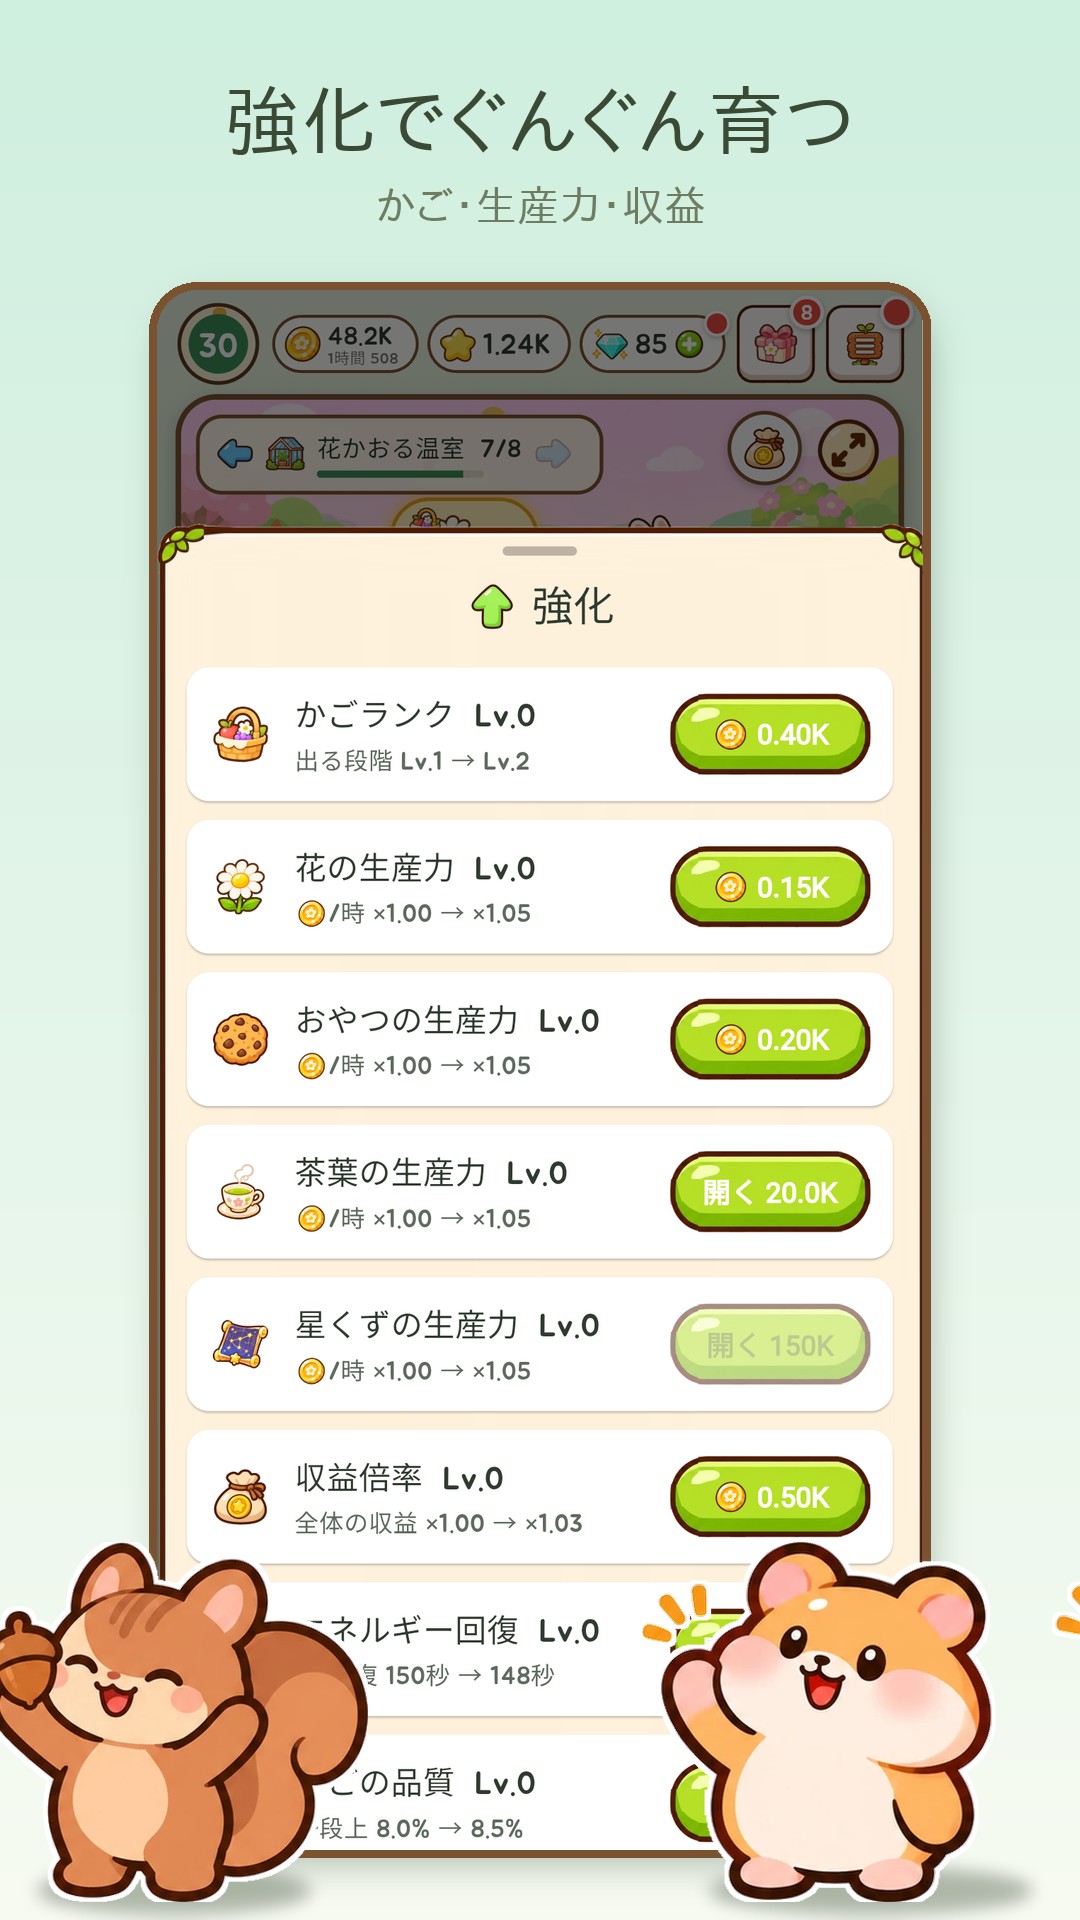 強化でぐんぐん育つ
かご・生産力・収益
30
48.2K
1時間 508
1.24K
85
8
花かおる温室 7/8
強化
かごランク Lv.0
出る段階 Lv.1 → Lv.2
0.40K
花の生産力 Lv.0
/時 ×1.00 → ×1.05
0.15K
おやつの生産力 Lv.0
/時 ×1.00 → ×1.05
0.20K
茶葉の生産力 Lv.0
/時 ×1.00 → ×1.05
開く 20.0K
星くずの生産力 Lv.0
/時 ×1.00 → ×1.05
開く 150K
収益倍率 Lv.0
全体の収益 ×1.00 → ×1.03
0.50K
ネルギー回復 Lv.0
復 150秒 → 148秒
ごの品質 Lv.0
段上 8.0% → 8.5%